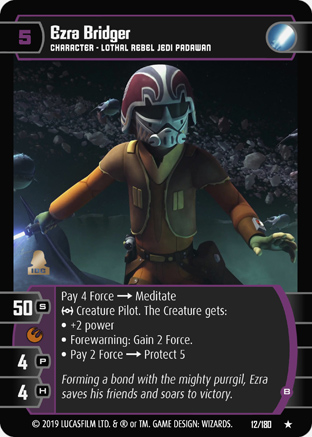 5
Ezra Bridger
CHARACTER - LOTHAL REBEL JEDI PADAWAN
50 S
4 P
4 H
Pay 4 Force → Meditate
Creature Pilot. The Creature gets:
• +2 power
• Forewarning: Gain 2 Force.
• Pay 2 Force → Protect 5
Forming a bond with the mighty purrgil, Ezra
saves his friends and soars to victory.
B
© 2019 LUCASFILM LTD. & ® or TM. GAME DESIGN: WIZARDS. 12/180